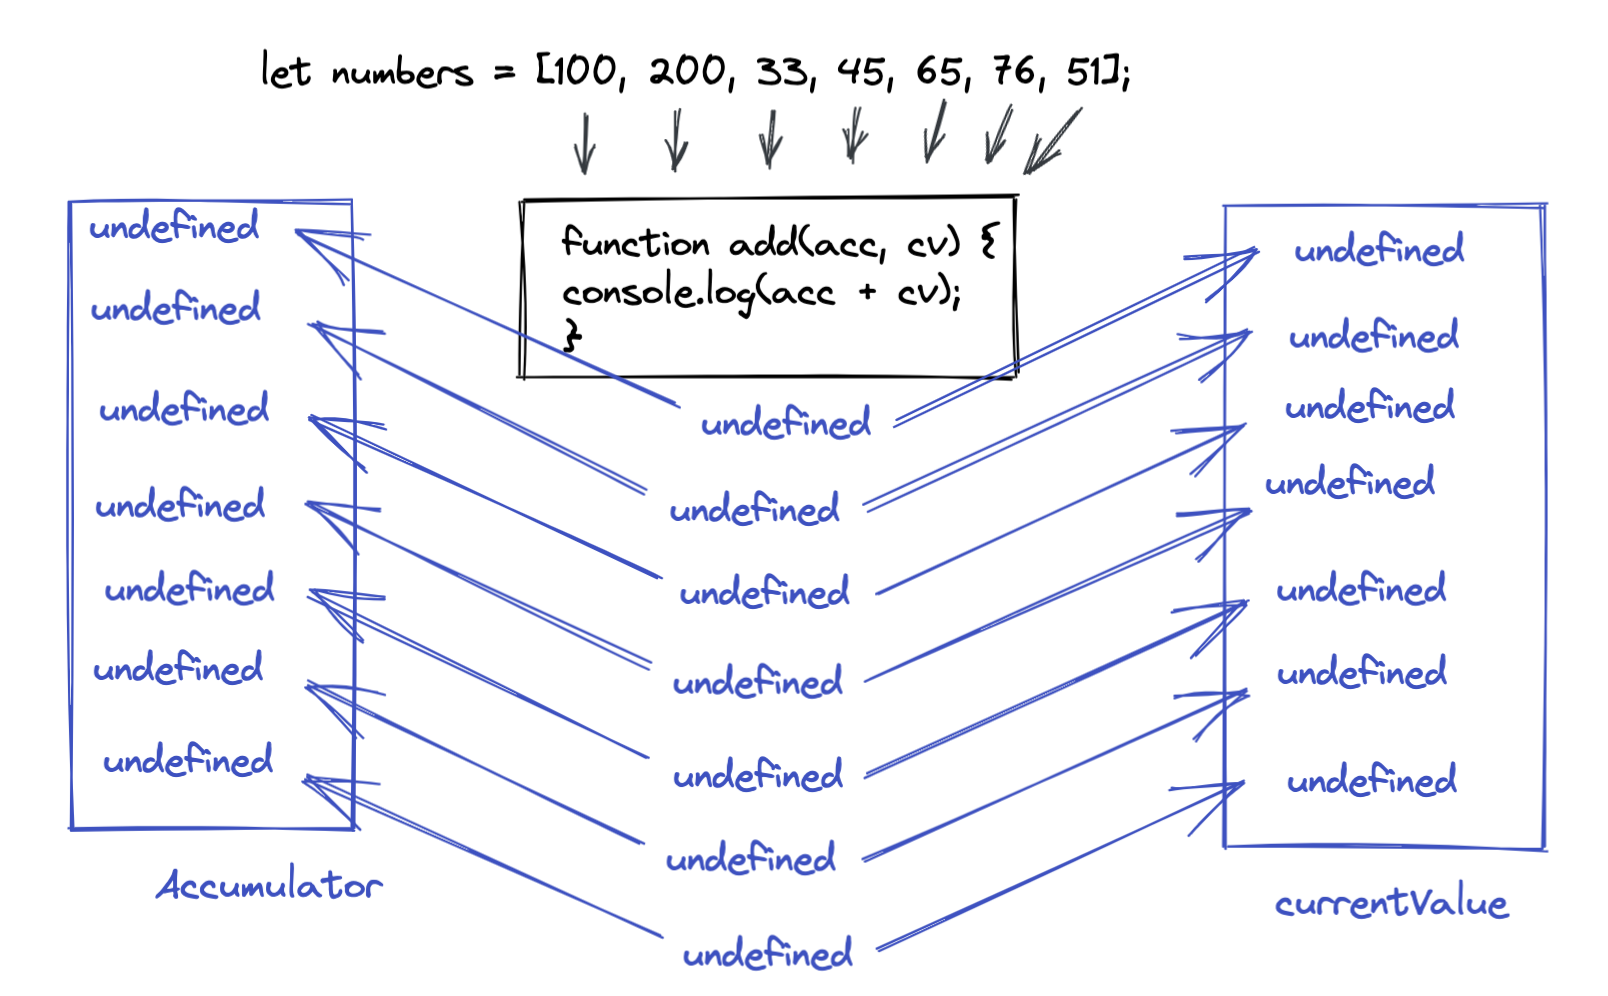 let numbers = [100, 200, 33, 45, 65, 76, 51];
function add(acc, cv) {
console.log(acc + cv);
}
undefined
undefined
undefined
undefined
undefined
undefined
undefined
Accumulator
undefined
undefined
undefined
undefined
undefined
undefined
undefined
undefined
undefined
undefined
undefined
undefined
undefined
undefined
currentValue